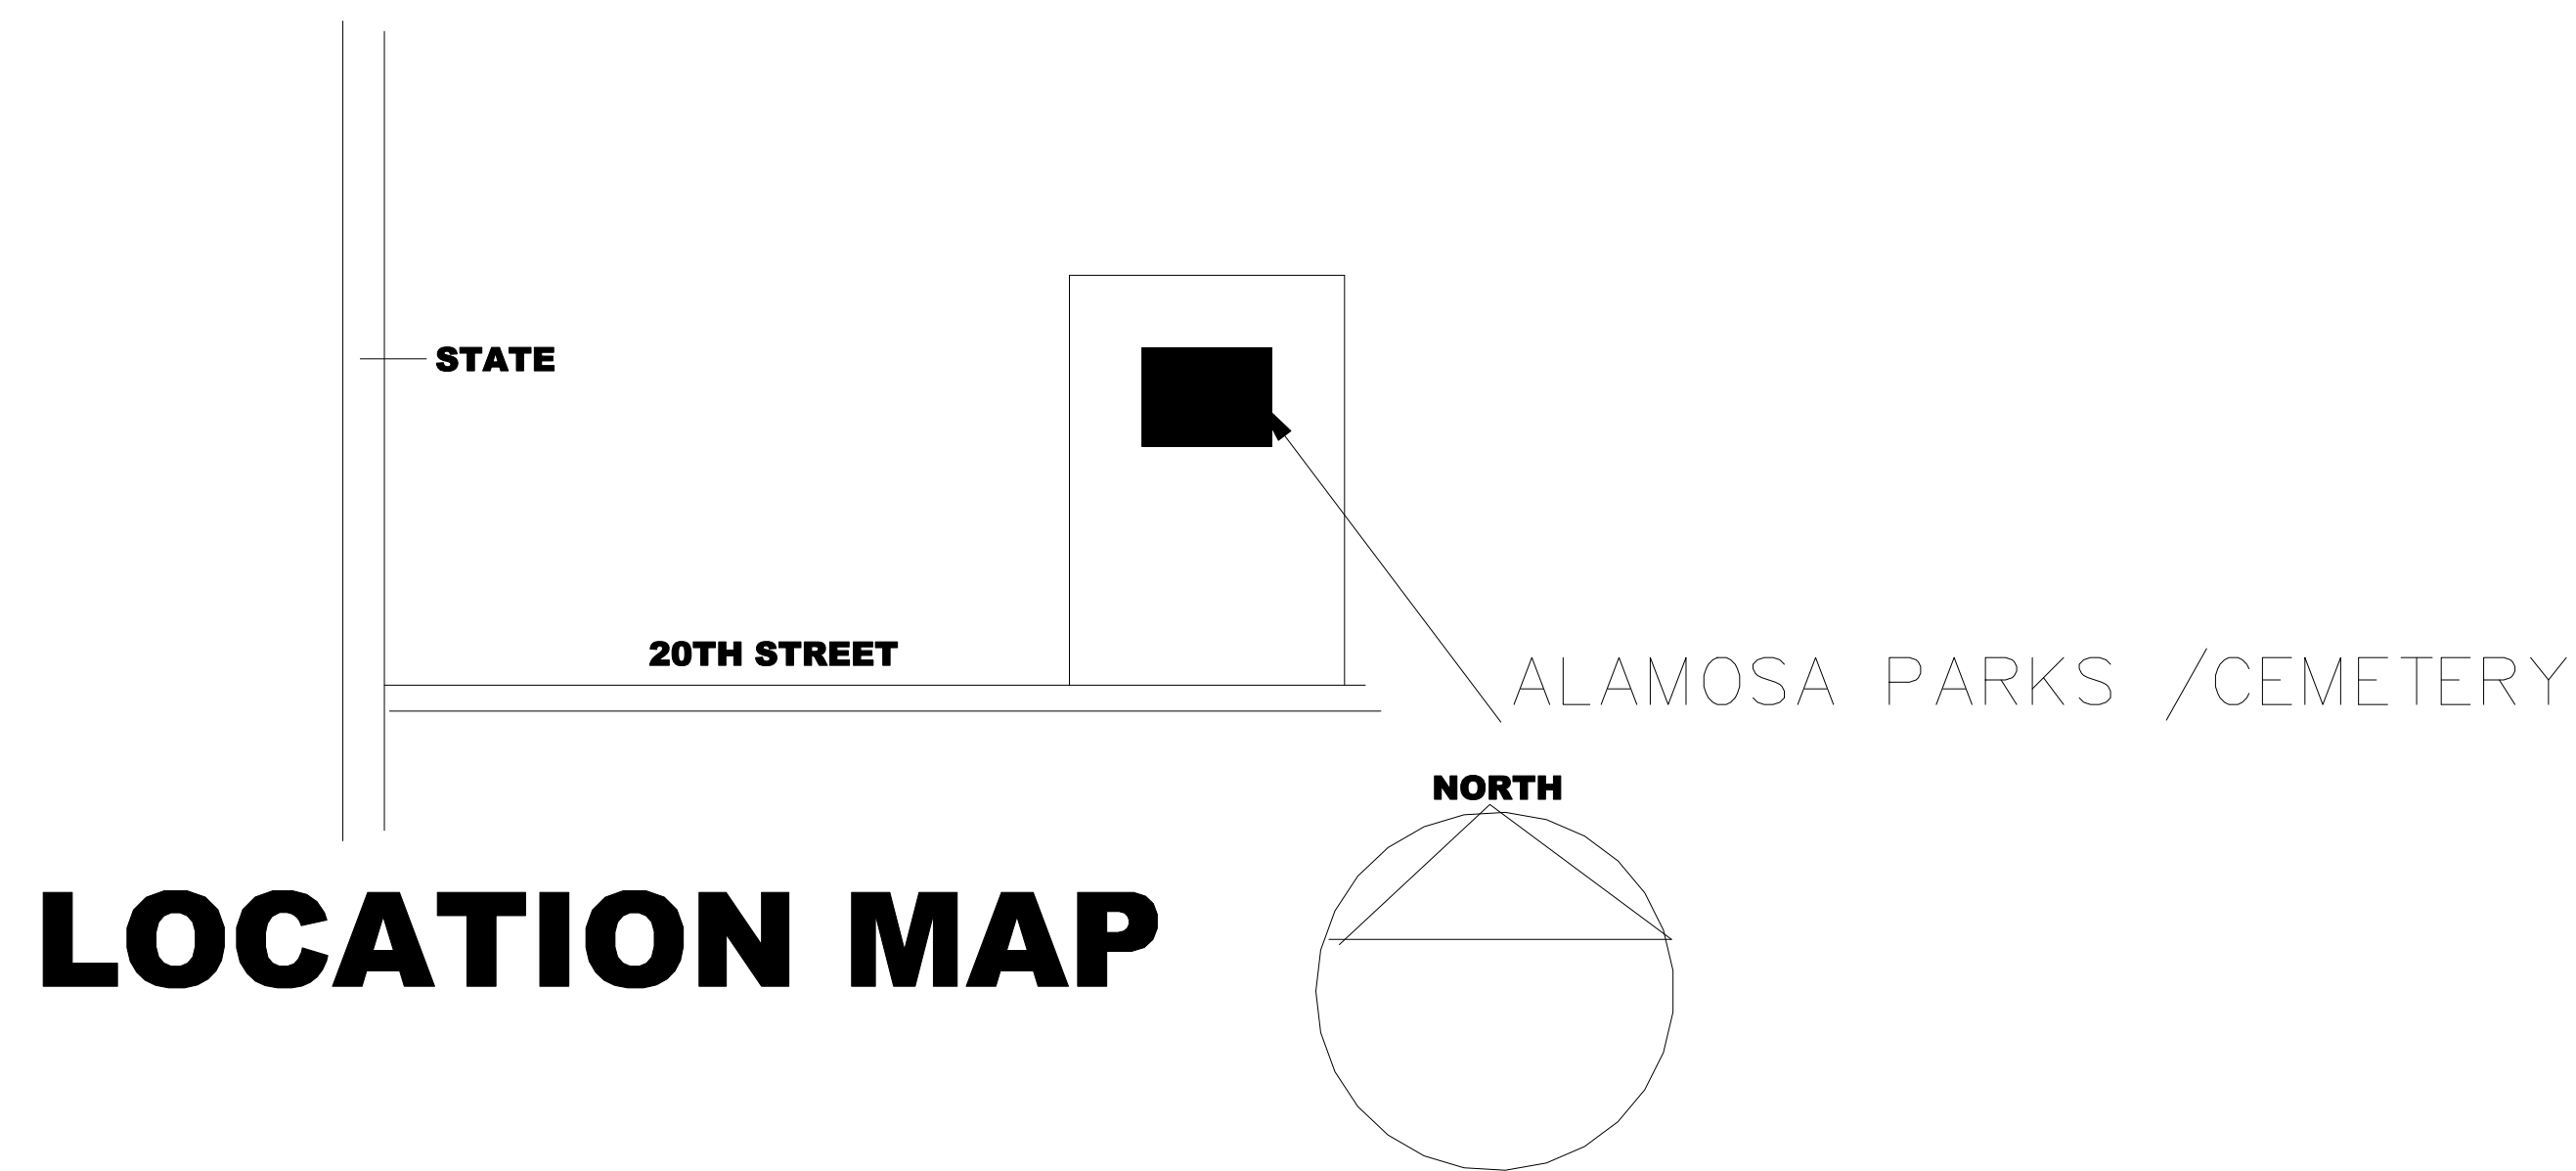 STATE
20TH STREET
ALAMOSA PARKS /CEMETERY
NORTH
LOCATION MAP